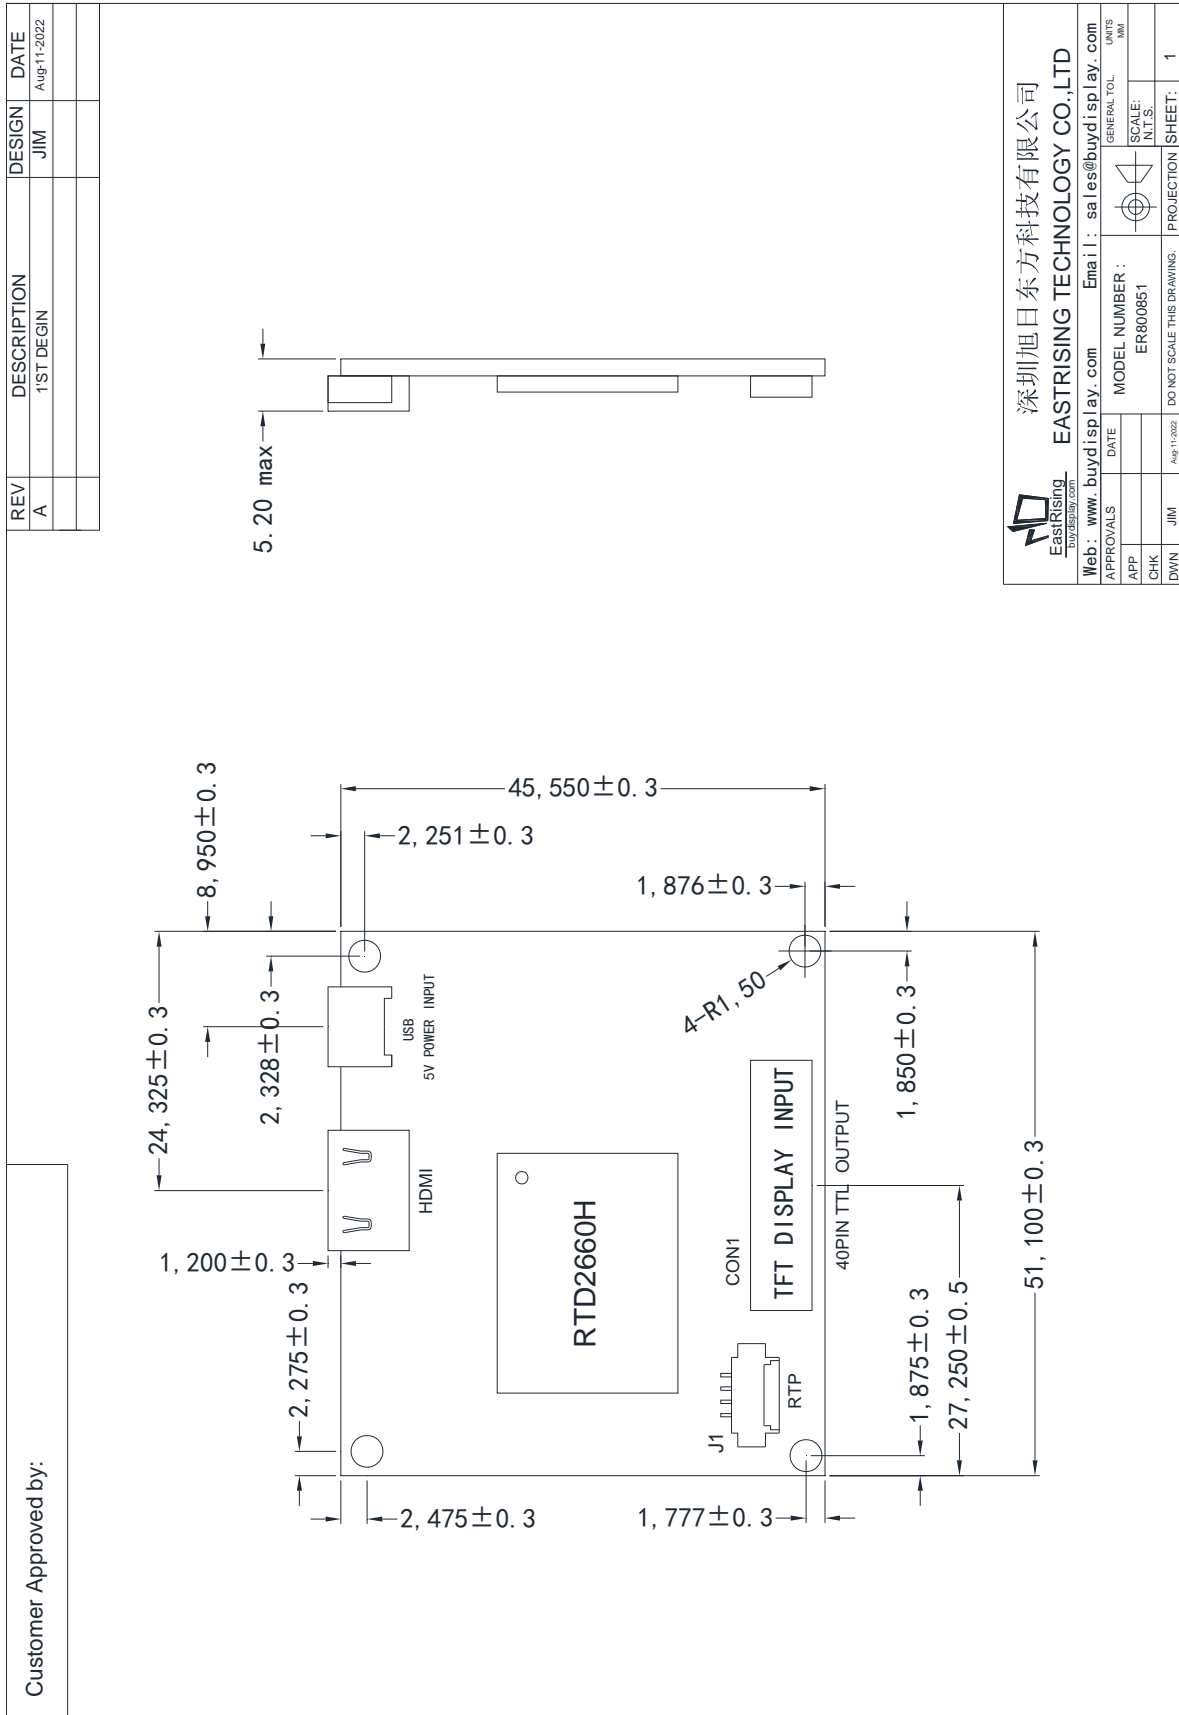 Customer Approved by:
REV DESCRIPTION DESIGN DATE
A 1'ST DEGIN JIM Aug-11-2022
5.20 max
8,950±0.3
24,325±0.3
2,328±0.3
1,200±0.3
2,275±0.3
2,475±0.3
1,777±0.3
45,550±0.3
2,251±0.3
1,876±0.3
4-R1,50
1,850±0.3
51,100±0.3
1,875±0.3
27,250±0.5
HDMI
USB
5V POWER INPUT
RTD2660H
J1
RTP
CON1
TFT DISPLAY INPUT
40PIN TTL OUTPUT
深圳旭日东方科技有限公司
EastRising
buydisplay.com
EASTRISING TECHNOLOGY CO.,LTD
Web: www.buydisplay.com Email: sales@buydisplay.com
APPROVALS DATE
APP
CHK
DWN JIM Aug-11-2022
MODEL NUMBER :
ER800851
DO NOT SCALE THIS DRAWING.
PROJECTION
GENERAL TOL. UNITS
MM
SCALE:
N.T.S.
SHEET: 1